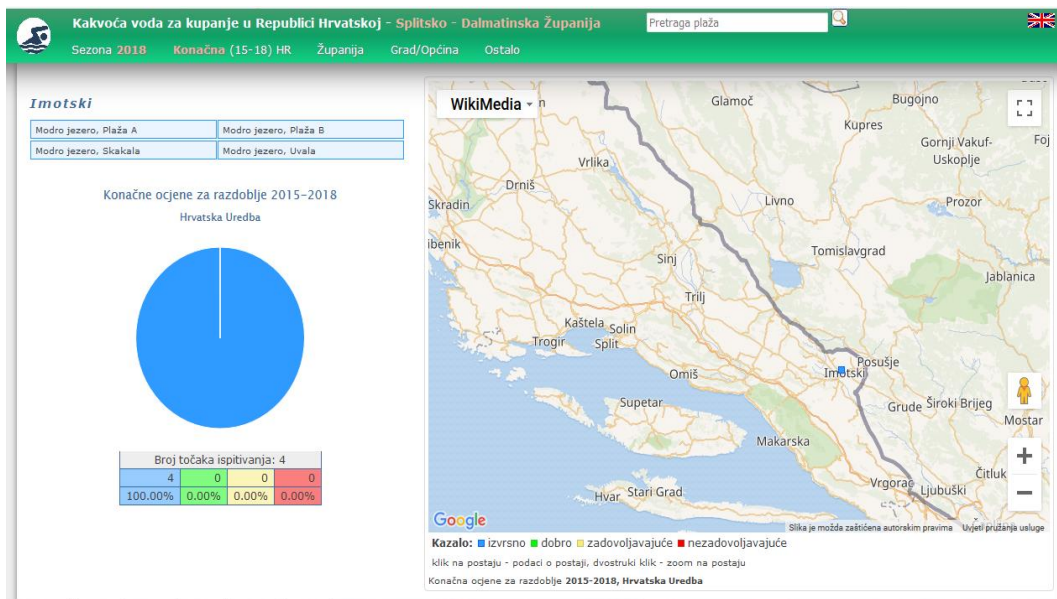 Kakvoća voda za kupanje u Republici Hrvatskoj - Splitsko - Dalmatinska Županija
Pretraga plaža
Sezona 2018 Konačna (15-18) HR Županija Grad/Općina Ostalo
Imotski
Modro jezero, Plaža A
Modro jezero, Plaža B
Modro jezero, Skakala
Modro jezero, Uvala
Konačne ocjene za razdoblje 2015-2018
Hrvatska Uredba
Broj točaka ispitivanja: 4
4 0 0 0
100.00% 0.00% 0.00% 0.00%
WikiMedia
Glamoč
Bugojno
Kupres
Gornji Vakuf-
Uskoplje
Foj
Vrlika
Drniš
Skradin
Livno
Prozor
ibenik
Sinj
Tomislavgrad
Jablanica
Trilj
Kaštela
Solin
Trogir
Split
Posušje
Imotski
Omiš
Supetar
Grude
Široki Brijeg
Mostar
Makarska
Čitluk
Vrgorac
Ljubuški
Hvar
Stari Grad
Google
Slika je možda zaštićena autorskim pravima Uvjeti pružanja usluge
Kazalo: izvrsno dobro zadovoljavajuće nezadovoljavajuće
klik na postaju - podaci o postaji, dvostruki klik - zoom na postaju
Konačna ocjene za razdoblje 2015-2018, Hrvatska Uredba